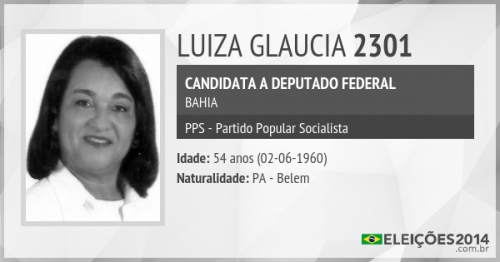 LUIZA GLAUCIA 2301
CANDIDATA A DEPUTADO FEDERAL
BAHIA
PPS - Partido Popular Socialista
Idade: 54 anos (02-06-1960)
Naturalidade: PA - Belem
ELEIÇÕES2014
.com.br